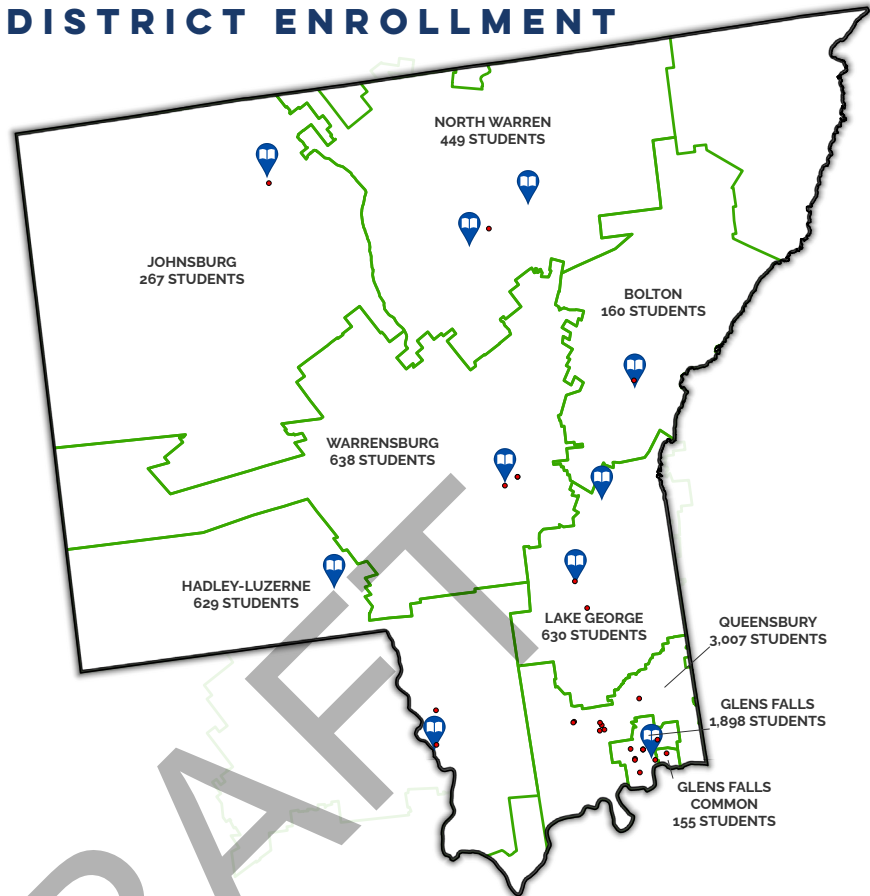 DISTRICT ENROLLMENT
NORTH WARREN
449 STUDENTS
JOHNSBURG
267 STUDENTS
BOLTON
160 STUDENTS
WARRENSBURG
638 STUDENTS
HADLEY-LUZERNE
629 STUDENTS
LAKE GEORGE
630 STUDENTS
QUEENSBURY
3,007 STUDENTS
GLENS FALLS
1,898 STUDENTS
GLENS FALLS
COMMON
155 STUDENTS
RAFT